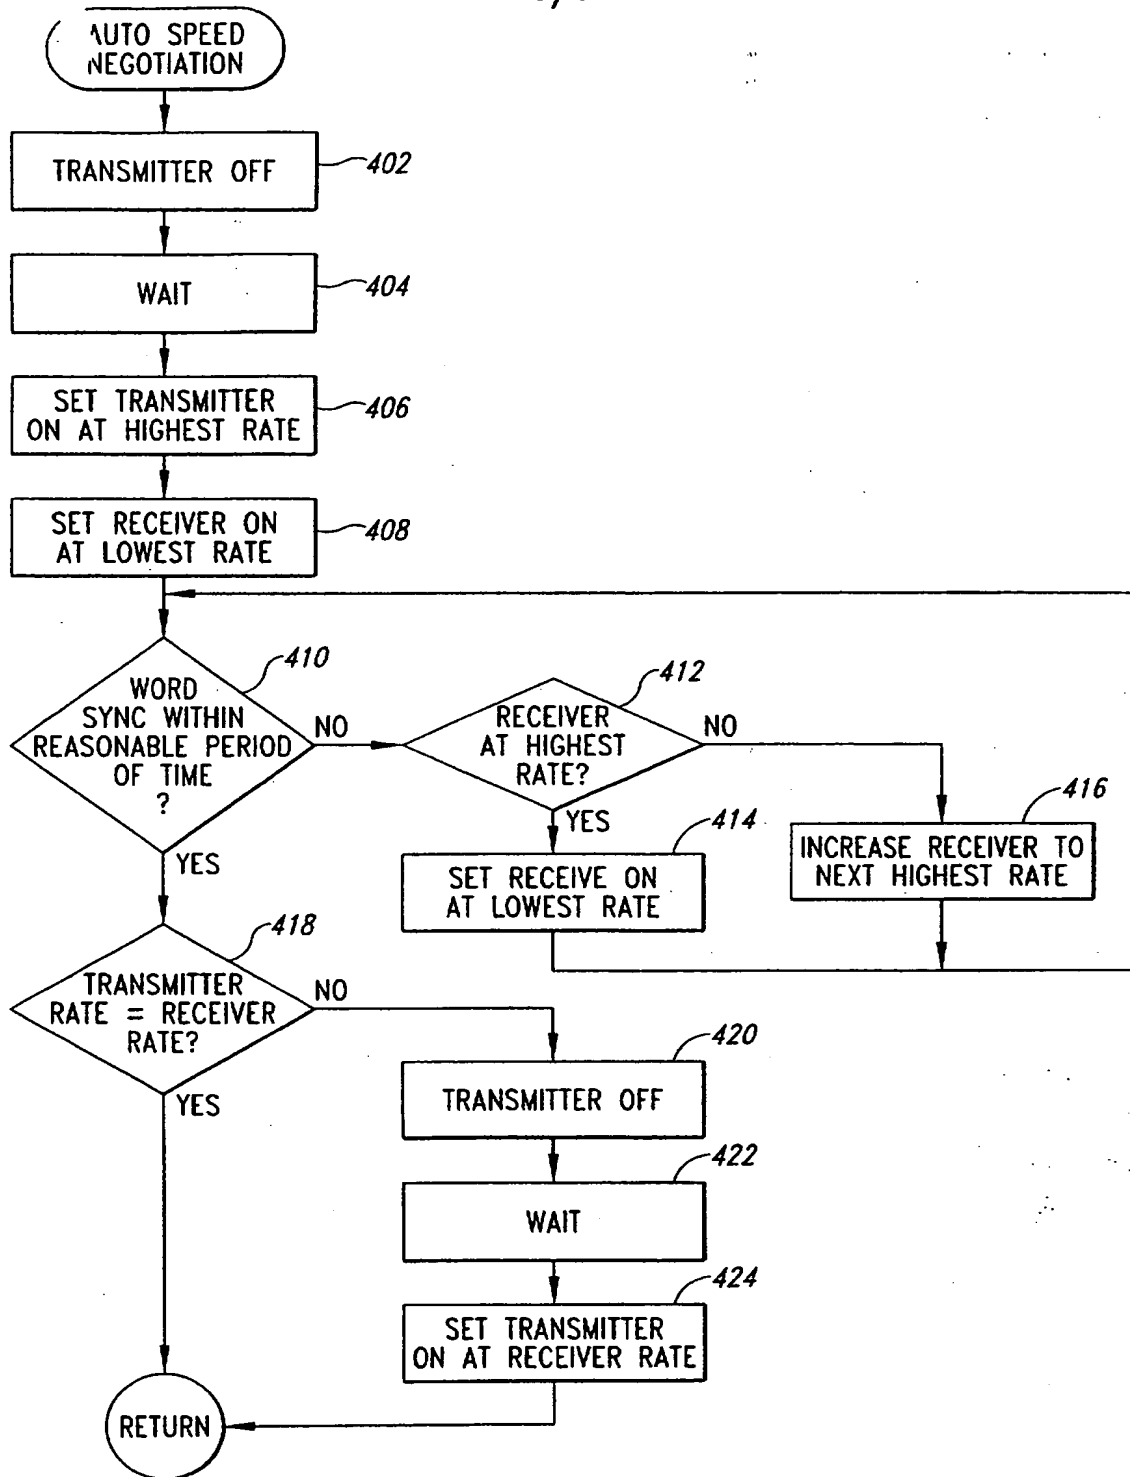 AUTO SPEED
NEGOTIATION
TRANSMITTER OFF
402
WAIT
404
SET TRANSMITTER
ON AT HIGHEST RATE
406
SET RECEIVER ON
AT LOWEST RATE
408
WORD
SYNC WITHIN
REASONABLE PERIOD
OF TIME
?
410
NO
YES
RECEIVER
AT HIGHEST
RATE?
412
NO
YES
SET RECEIVE ON
AT LOWEST RATE
414
INCREASE RECEIVER TO
NEXT HIGHEST RATE
416
TRANSMITTER
RATE = RECEIVER
RATE?
418
NO
YES
TRANSMITTER OFF
420
WAIT
422
SET TRANSMITTER
ON AT RECEIVER RATE
424
RETURN